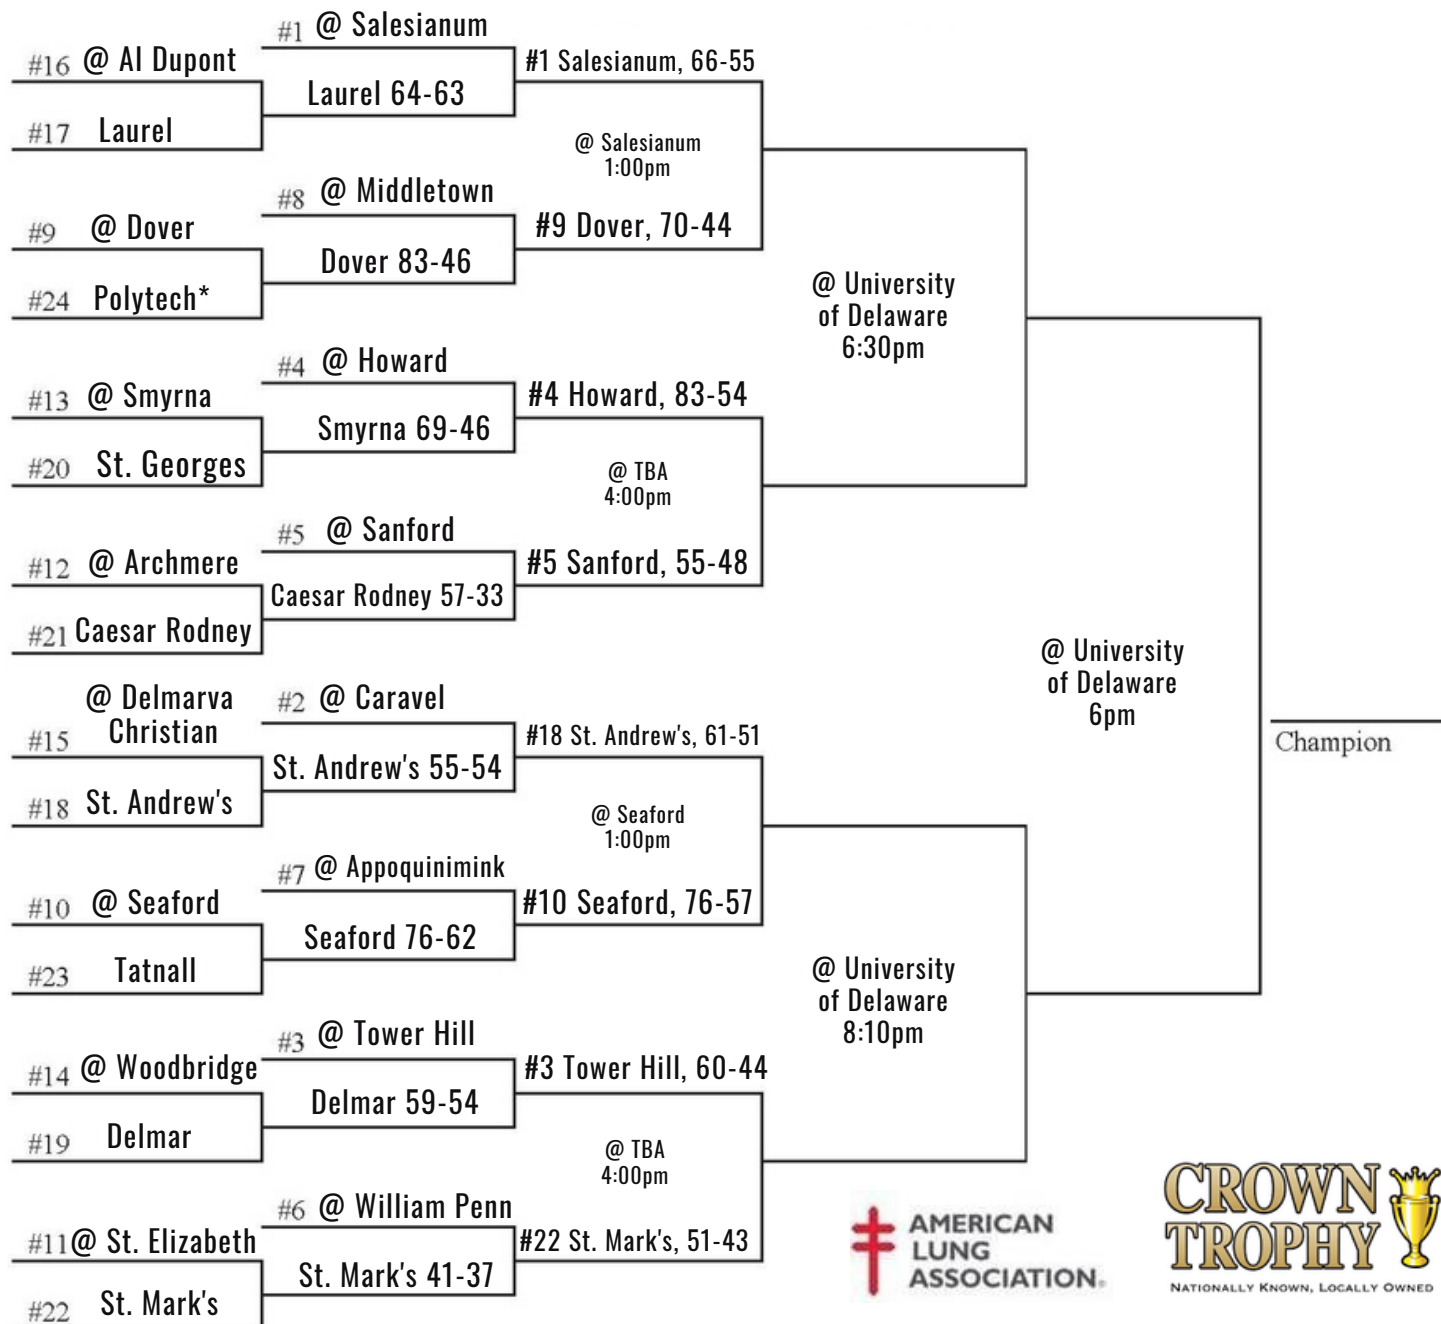 #1 @ Salesianum
#16 @ AI Dupont
#1 Salesianum, 66-55
Laurel 64-63
#17 Laurel
@ Salesianum
1:00pm
#8 @ Middletown
#9 @ Dover
#9 Dover, 70-44
Dover 83-46
#24 Polytech*
@ University
of Delaware
6:30pm
#4 @ Howard
#13 @ Smyrna
#4 Howard, 83-54
Smyrna 69-46
#20 St. Georges
@ TBA
4:00pm
#5 @ Sanford
#12 @ Archmere
#5 Sanford, 55-48
Caesar Rodney 57-33
#21 Caesar Rodney
@ University
of Delaware
6pm
Champion
@ Delmarva
Christian
#15
#2 @ Caravel
#18 St. Andrew's, 61-51
St. Andrew's 55-54
#18 St. Andrew's
@ Seaford
1:00pm
#7 @ Appoquinimink
#10 @ Seaford
#10 Seaford, 76-57
Seaford 76-62
#23 Tatnall
@ University
of Delaware
8:10pm
#3 @ Tower Hill
#14 @ Woodbridge
#3 Tower Hill, 60-44
Delmar 59-54
#19 Delmar
@ TBA
4:00pm
#6 @ William Penn
#11 @ St. Elizabeth
#22 St. Mark's, 51-43
St. Mark's 41-37
#22 St. Mark's
AMERICAN
LUNG
ASSOCIATION®
CROWN
TROPHY
NATIONALLY KNOWN, LOCALLY OWNED